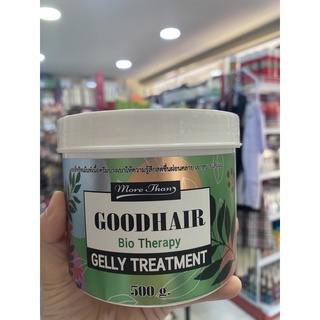 More Than
GOODHAIR
Bio Therapy
GELLY TREATMENT
500 g.